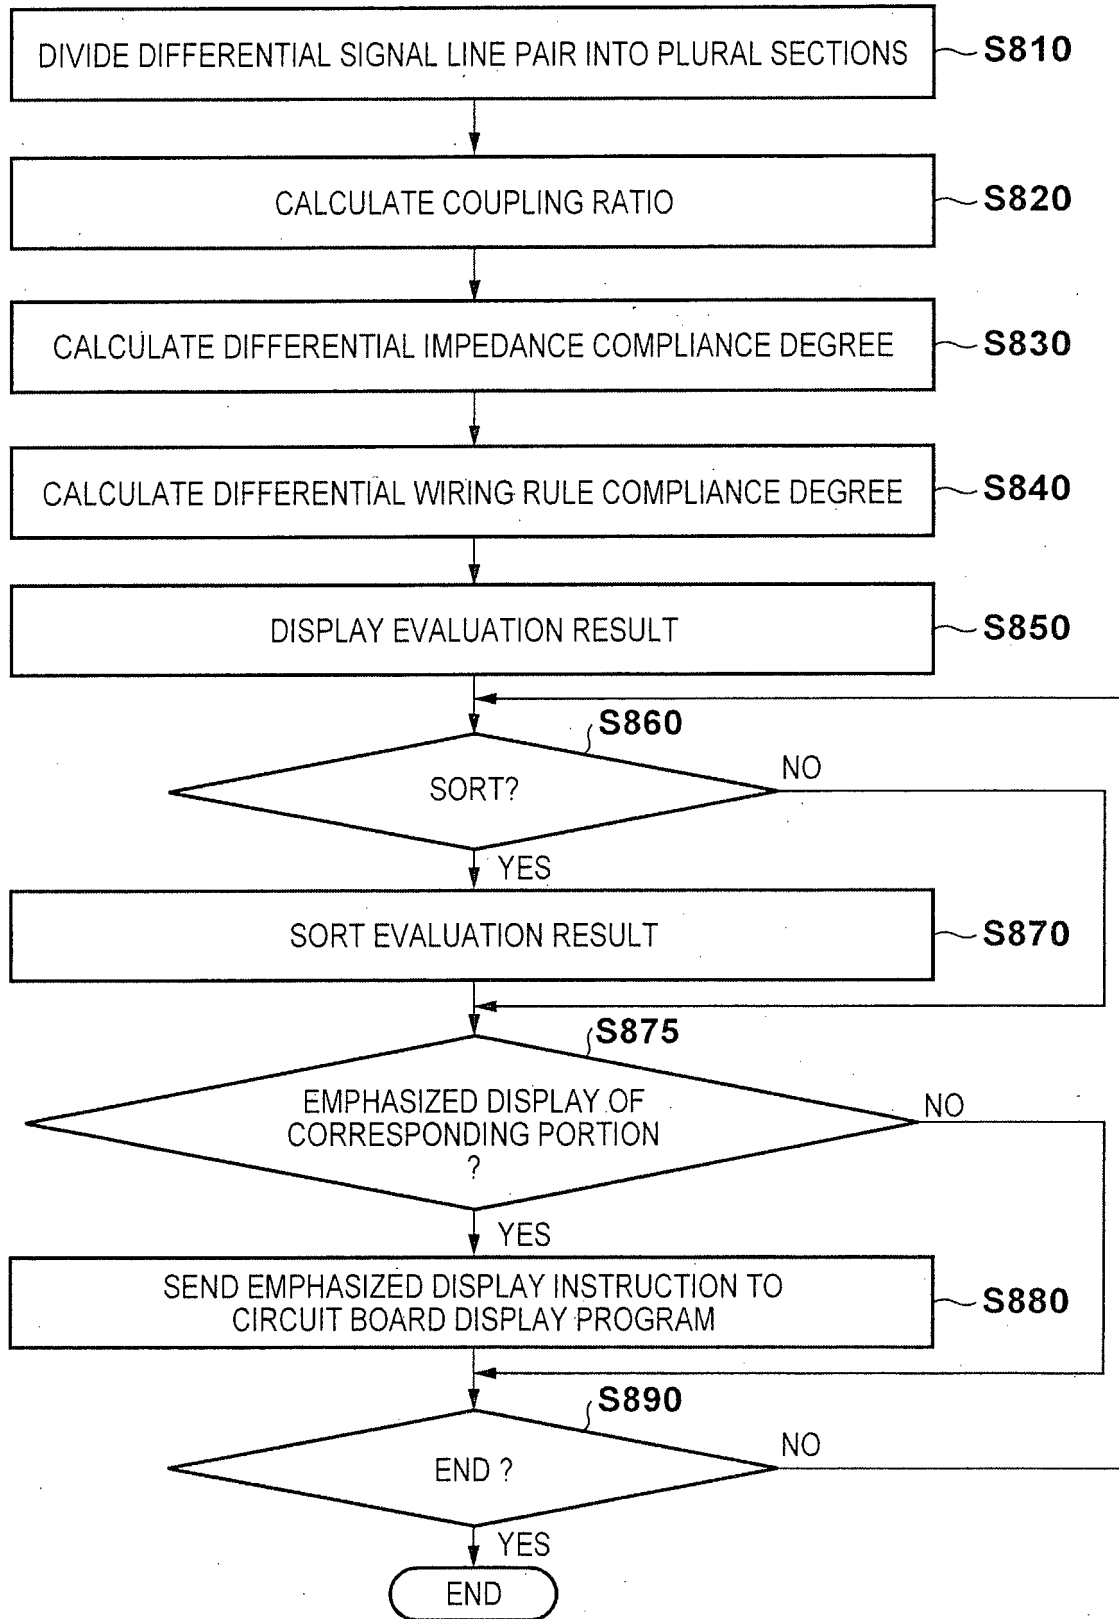 DIVIDE DIFFERENTIAL SIGNAL LINE PAIR INTO PLURAL SECTIONS
S810
CALCULATE COUPLING RATIO
S820
CALCULATE DIFFERENTIAL IMPEDANCE COMPLIANCE DEGREE
S830
CALCULATE DIFFERENTIAL WIRING RULE COMPLIANCE DEGREE
S840
DISPLAY EVALUATION RESULT
S850
S860
SORT?
NO
YES
SORT EVALUATION RESULT
S870
S875
EMPHASIZED DISPLAY OF
CORRESPONDING PORTION
?
NO
YES
SEND EMPHASIZED DISPLAY INSTRUCTION TO
CIRCUIT BOARD DISPLAY PROGRAM
S880
S890
END ?
NO
YES
END